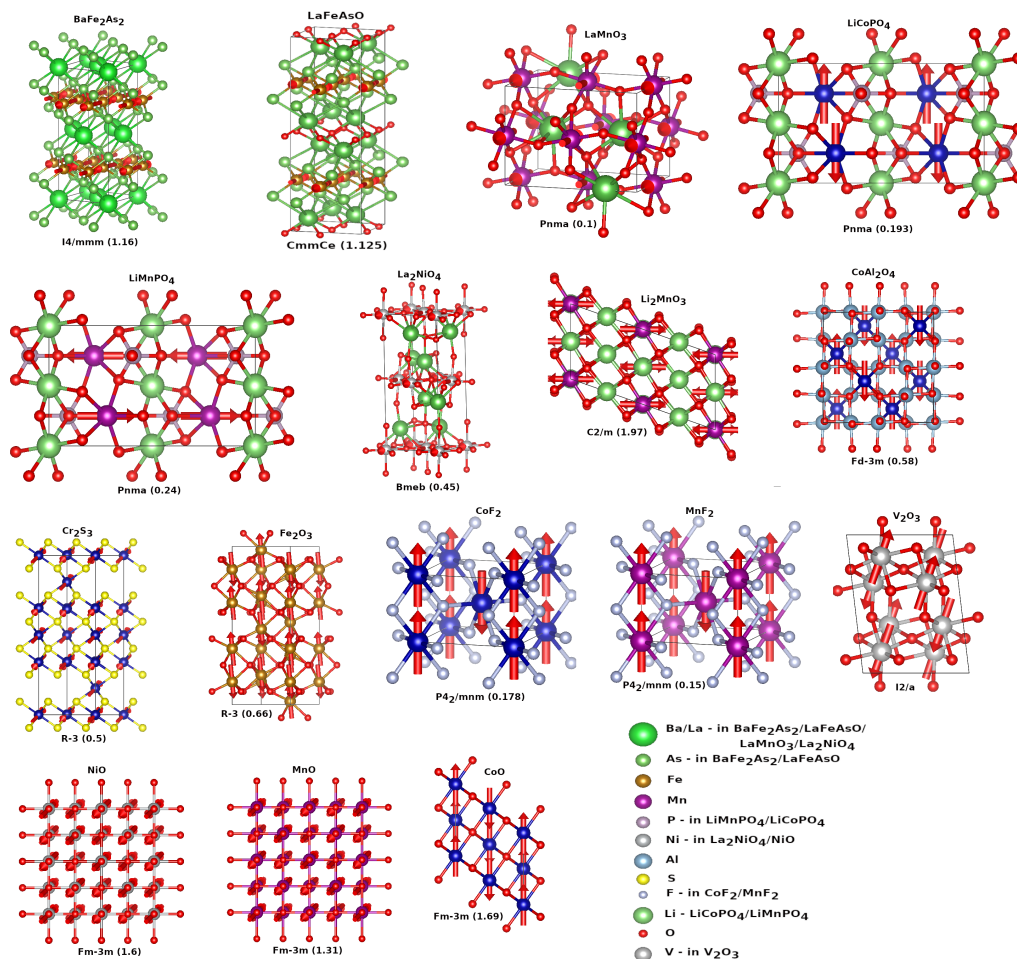 BaFe₂As₂
LaFeAsO
LaMnO₃
LiCoPO₄
I4/mmm (1.16)
CmmCe (1.125)
Pnma (0.1)
Pnma (0.193)
LiMnPO₄
La₂NiO₄
Li₂MnO₃
CoAl₂O₄
Pnma (0.24)
Bmeb (0.45)
C2/m (1.97)
Fd-3m (0.58)
Cr₂S₃
Fe₂O₃
CoF₂
MnF₂
V₂O₃
R-3 (0.5)
R-3 (0.66)
P4₂/mnm (0.178)
P4₂/mnm (0.15)
I2/a
NiO
MnO
CoO
Fm-3m (1.6)
Fm-3m (1.31)
Fm-3m (1.69)
Ba/La - in BaFe₂As₂/LaFeAsO/
LaMnO₃/La₂NiO₄
As - in BaFe₂As₂/LaFeAsO
Fe
Mn
P - in LiMnPO₄/LiCoPO₄
Ni - in La₂NiO₄/NiO
Al
S
F - in CoF₂/MnF₂
Li - LiCoPO₄/LiMnPO₄
O
V - in V₂O₃